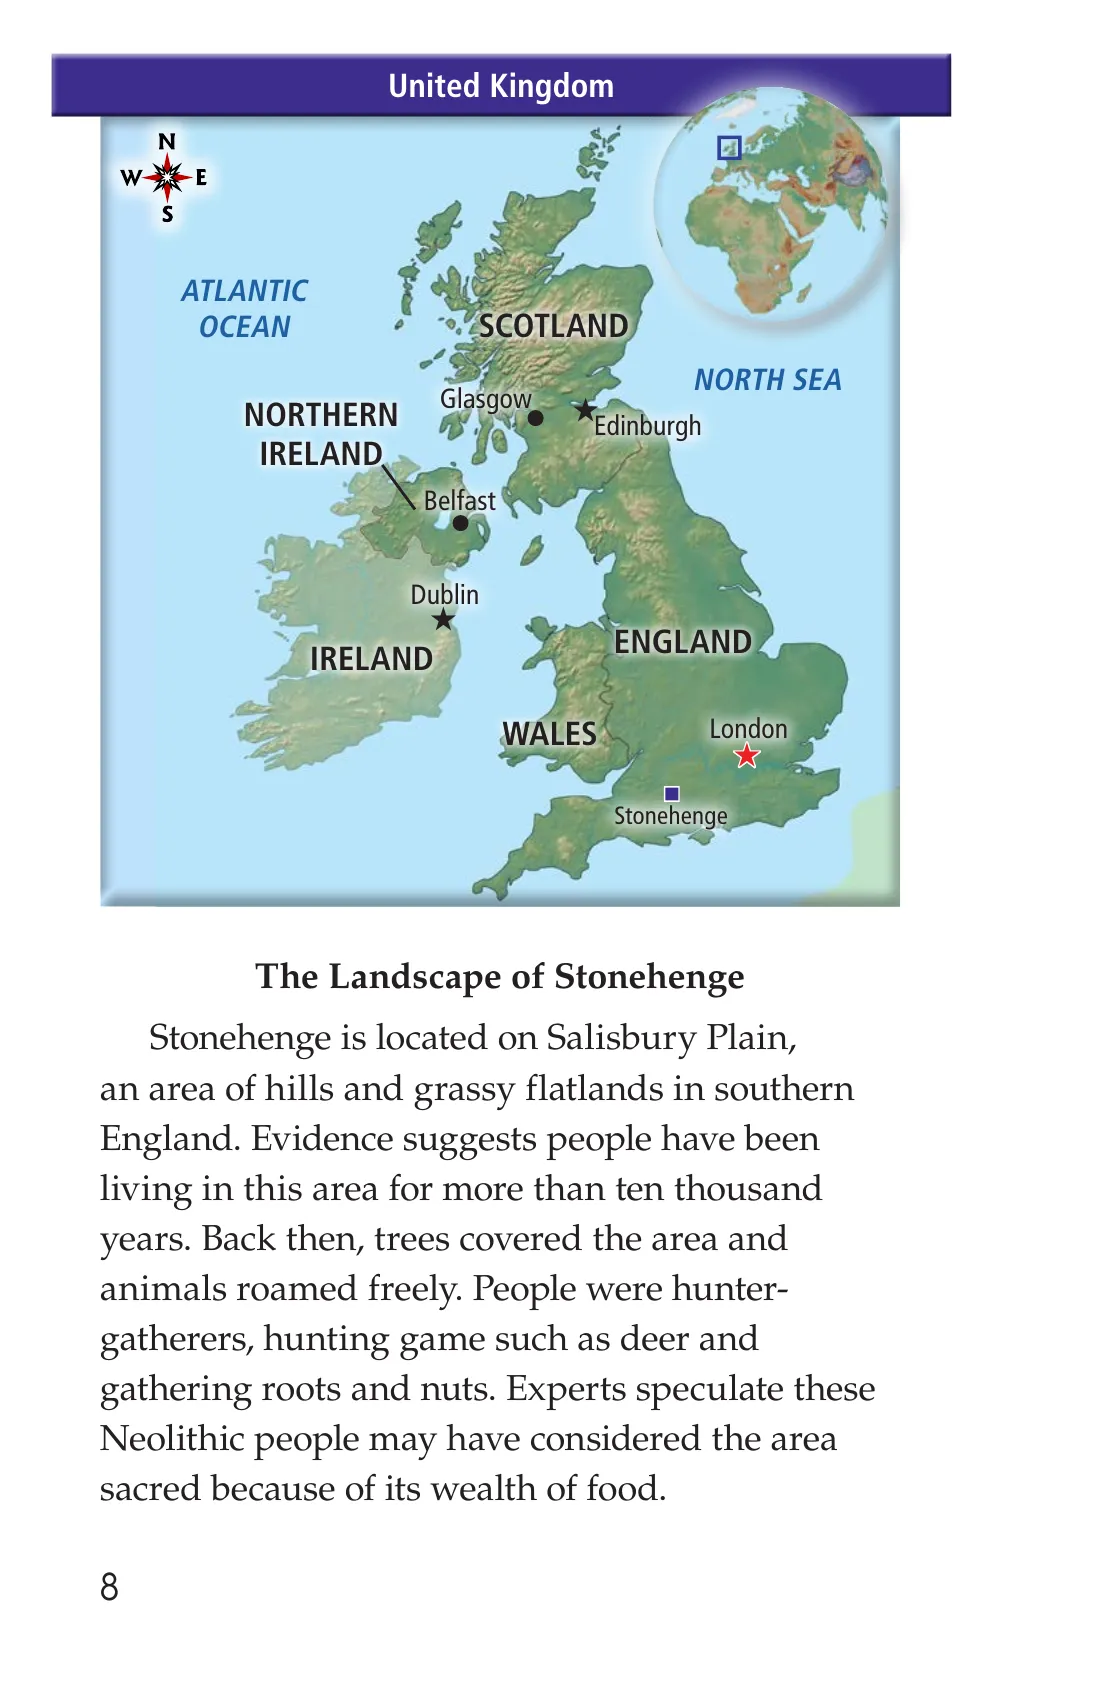 United Kingdom
N
W E
S
ATLANTIC
OCEAN
SCOTLAND
NORTH SEA
Glasgow
Edinburgh
NORTHERN
IRELAND
Belfast
Dublin
IRELAND
ENGLAND
WALES
London
Stonehenge
The Landscape of Stonehenge
Stonehenge is located on Salisbury Plain,
an area of hills and grassy flatlands in southern
England. Evidence suggests people have been
living in this area for more than ten thousand
years. Back then, trees covered the area and
animals roamed freely. People were hunter-
gatherers, hunting game such as deer and
gathering roots and nuts. Experts speculate these
Neolithic people may have considered the area
sacred because of its wealth of food.
8